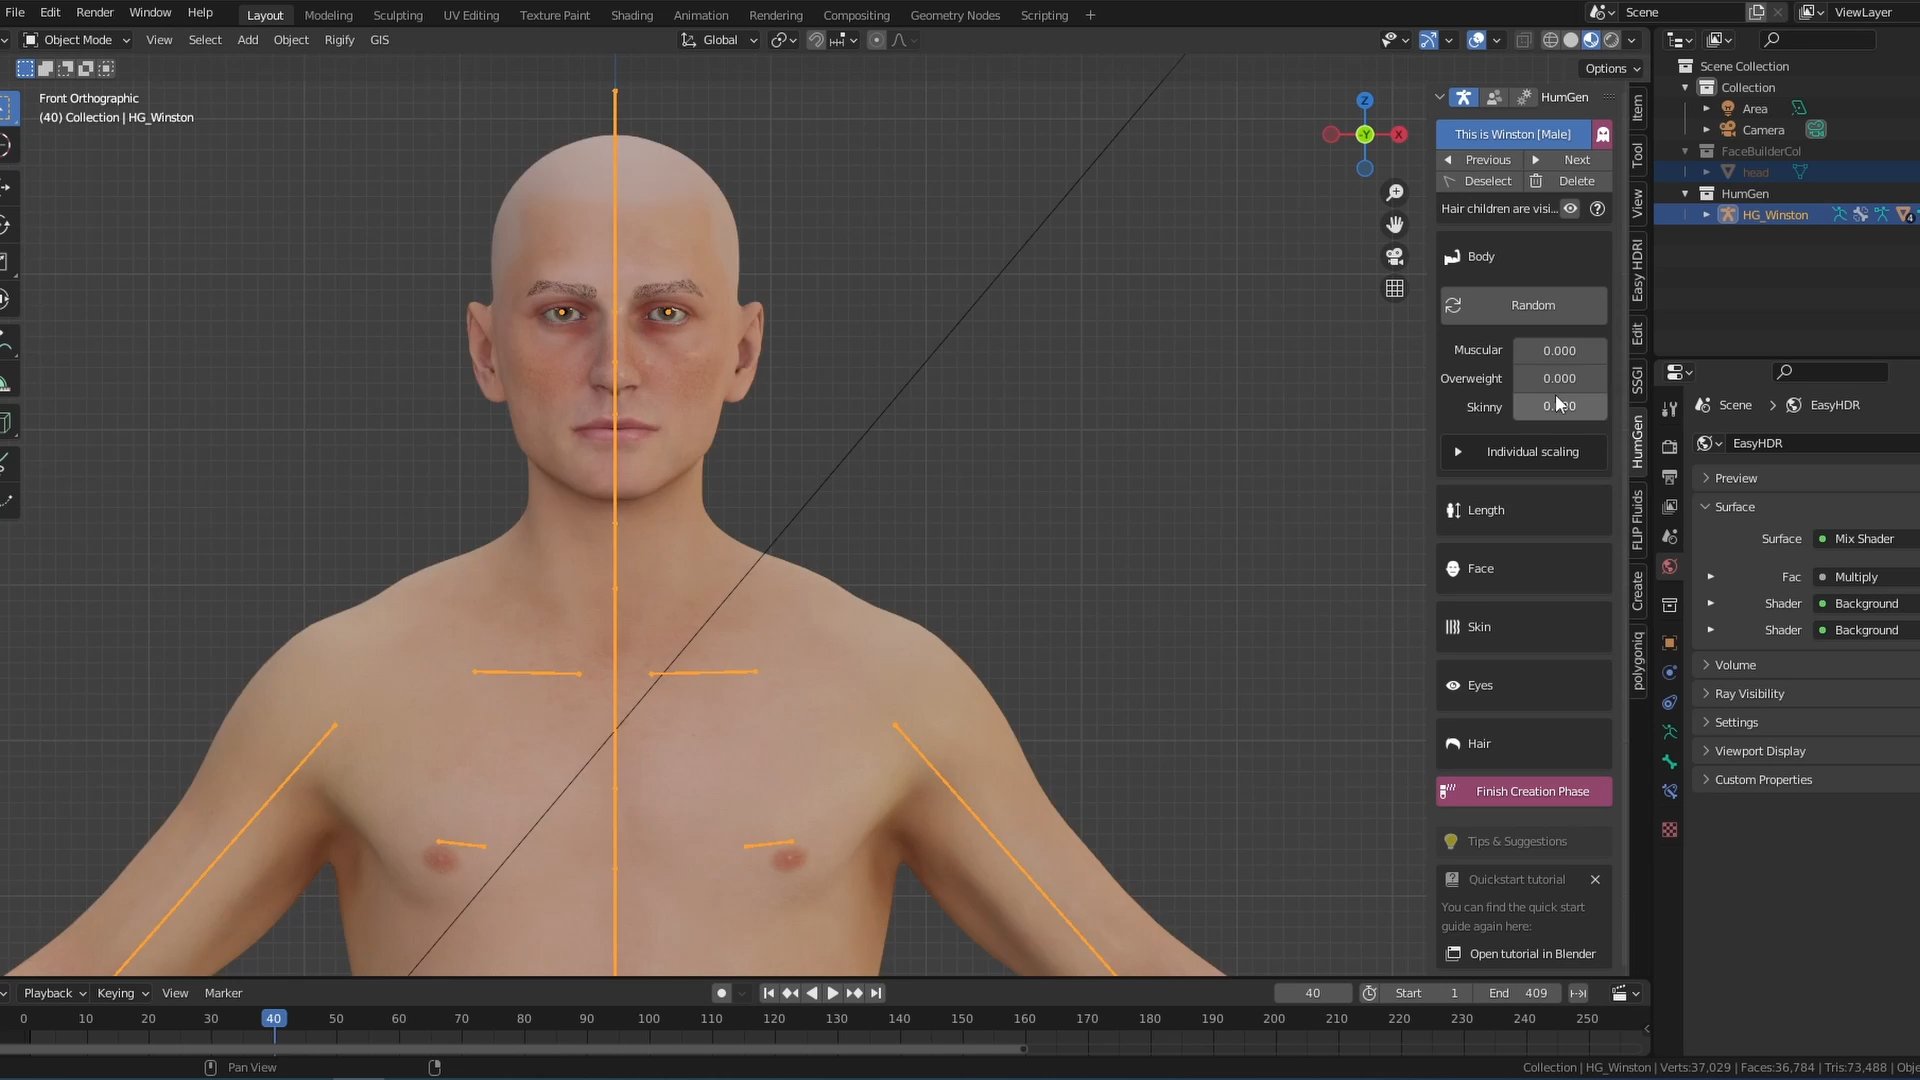 File Edit Render Window Help Layout Modeling Sculpting UV Editing Texture Paint Shading Animation Rendering Compositing Geometry Nodes Scripting + Scene ViewLayer
Object Mode View Select Add Object Rigify GIS Global
Options
Front Orthographic
(40) Collection | HG_Winston
Z
-Y
X
HumGen
This is Winston [Male]
Previous Next
Deselect Delete
Hair children are visi...
Body
Random
Muscular 0.000
Overweight 0.000
Skinny
Individual scaling
Length
Face
Skin
Eyes
Hair
Finish Creation Phase
Tips & Suggestions
Quickstart tutorial
You can find the quick start
guide again here:
Open tutorial in Blender
Item
Tool
View
Easy HDRI
Edit
SSGI
HumGen
FLIP Fluids
Create
polygoniq
Scene Collection
Collection
Area
Camera
FaceBuilderCol
head
HumGen
HG_Winston
4
Scene > EasyHDR
EasyHDR
Preview
Surface
Surface Mix Shader
Fac Multiply
Shader Background
Shader Background
Volume
Ray Visibility
Settings
Viewport Display
Custom Properties
Playback Keying View Marker 40 Start 1 End 409
0 10 20 30 40 50 60 70 80 90 100 110 120 130 140 150 160 170 180 190 200 210 220 230 240 250
Pan View
Collection | HG_Winston | Verts:37,029 | Faces:36,784 | Tris:73,488 | Obje